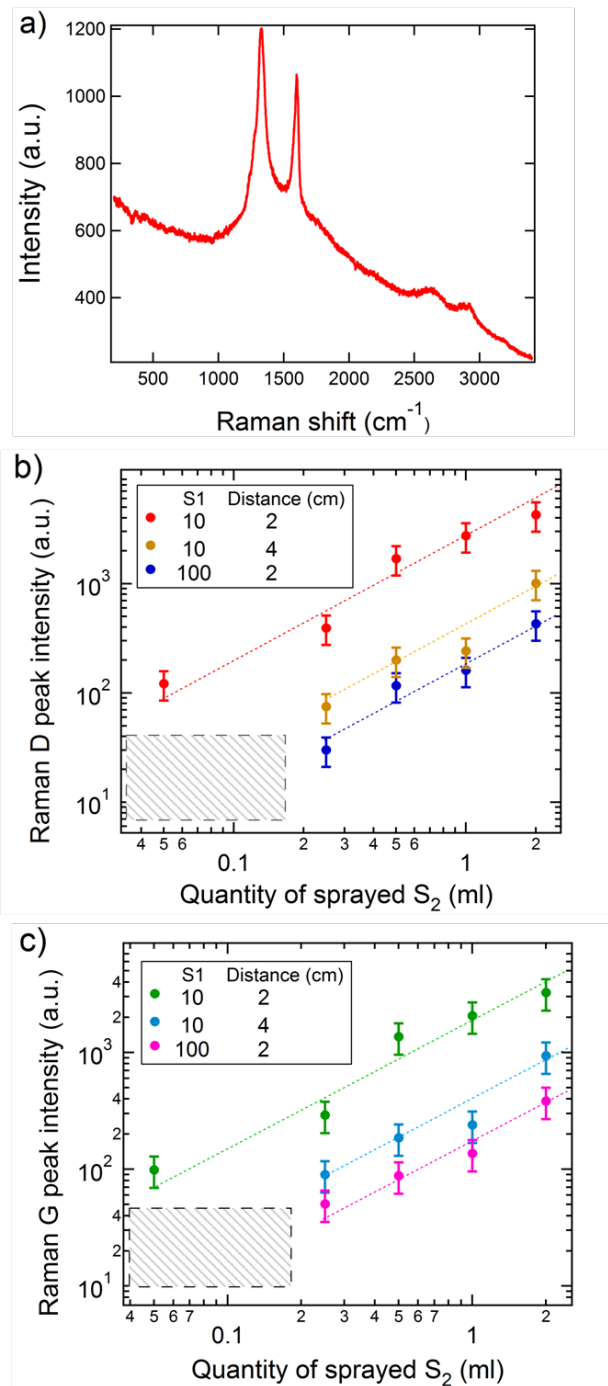 a)
1200
1000
800
600
400
Intensity (a.u.)
500 1000 1500 2000 2500 3000
Raman shift (cm⁻¹)
b)
S1 Distance (cm)
10 2
10 4
100 2
10³
10²
10¹
Raman D peak intensity (a.u.)
4 5 6 2 3 4 5 6 2
0.1 1
Quantity of sprayed S₂ (ml)
c)
S1 Distance (cm)
10 2
10 4
100 2
4
2
10³
4
2
10²
4
2
10¹
Raman G peak intensity (a.u.)
4 5 6 7 2 3 4 5 6 7 2
0.1 1
Quantity of sprayed S₂ (ml)